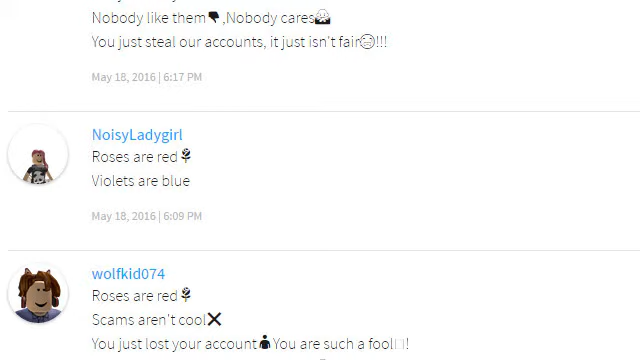 Nobody like them👎,Nobody cares
You just steal our accounts, it just isn't fair!!!
May 18, 2016 | 6:17 PM
NoisyLadygirl
Roses are red🌹
Violets are blue
May 18, 2016 | 6:09 PM
wolfkid074
Roses are red🌹
Scams aren't cool❌
You just lost your account👤You are such a fool▯!